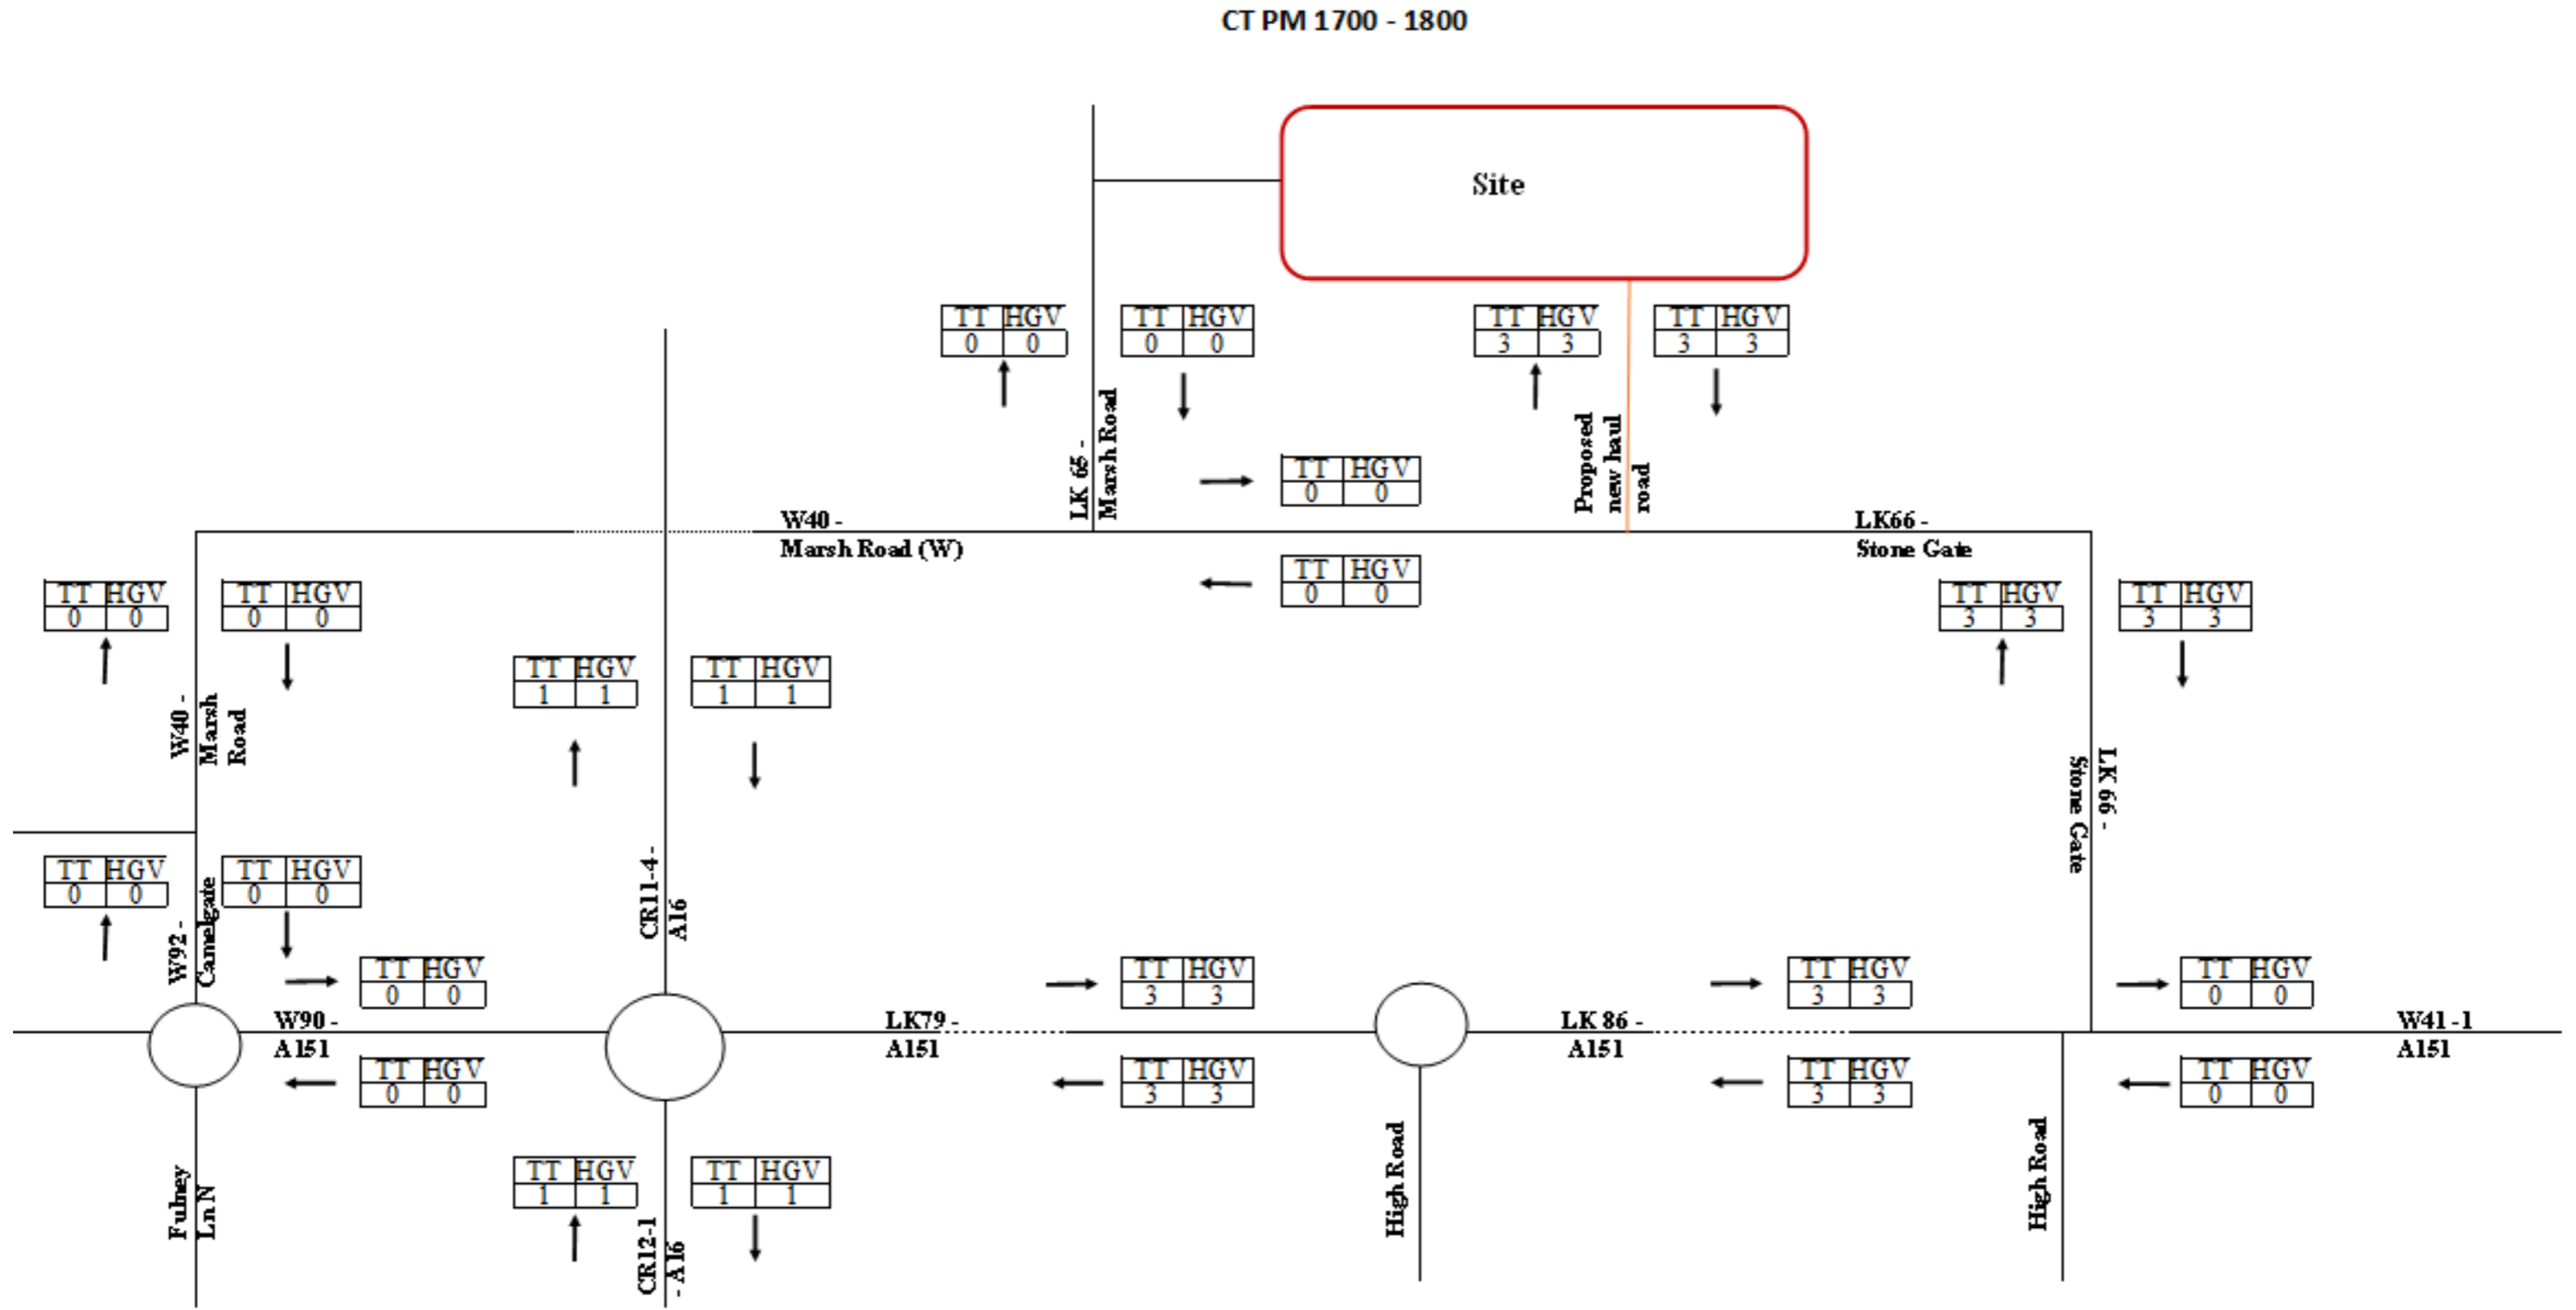 CT PM 1700 - 1800
Site
TT HGV
0 0
TT HGV
0 0
TT HGV
3 3
TT HGV
3 3
LK 65 -
Marsh Road
Proposed
new haul
road
TT HGV
0 0
W40 -
Marsh Road (W)
LK66 -
Stone Gate
TT HGV
0 0
TT HGV
0 0
TT HGV
0 0
TT HGV
3 3
TT HGV
3 3
TT HGV
1 1
TT HGV
1 1
W40 -
Marsh
Road
LK 66 -
Stone Gate
TT HGV
0 0
TT HGV
0 0
W92 -
Camelgate
CR11-4 -
A16
TT HGV
0 0
TT HGV
3 3
TT HGV
3 3
TT HGV
0 0
W90 -
A151
LK79 -
A151
LK 86 -
A151
W41 -1
A151
TT HGV
0 0
TT HGV
3 3
TT HGV
3 3
TT HGV
0 0
Fulney
Ln N
TT HGV
1 1
TT HGV
1 1
CR12-1
- A16
High Road
High Road